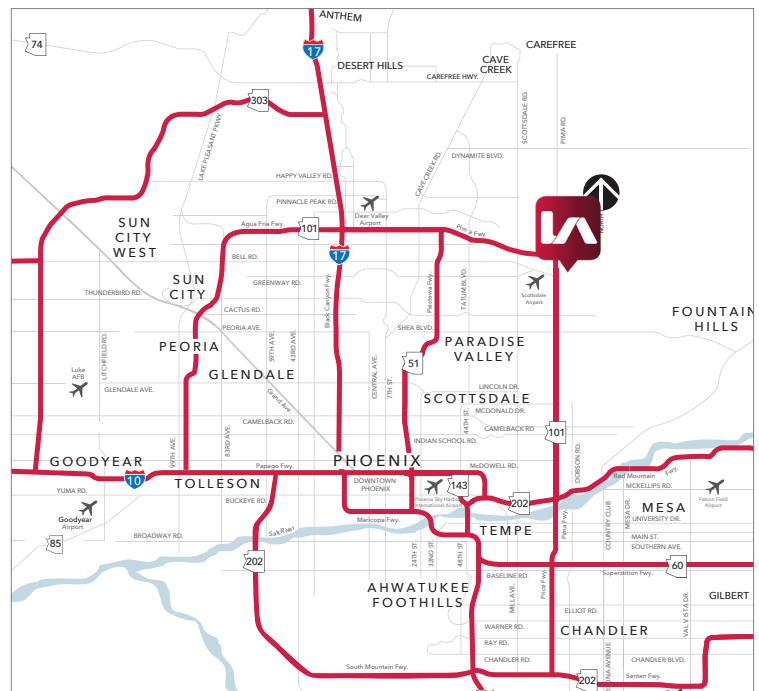 ANTHEM
17
74
CAREFREE
DESERT HILLS
CAVE
CREEK
CAREFREE HWY.
303
SCOTTSDALE RD.
PIMA RD.
LAKE PLEASANT PKWY.
CAVE CREEK RD.
DYNAMITE BLVD.
HAPPY VALLEY RD.
PINNACLE PEAK RD.
Deer Valley
Airport
NORTH
LA
SUN
CITY
WEST
Agua Fria Fwy.
101
Pima Fwy.
BELL RD.
17
SUN
CITY
THUNDERBIRD RD.
GREENWAY RD.
Black Canyon Fwy.
Piestewa Fwy.
TATUM BLVD.
Scottsdale
Airpark
CACTUS RD.
PEORIA AVE.
SHEA BLVD.
FOUNTAIN
HILLS
PEORIA
LITCHFIELD RD.
59TH AVE.
43RD AVE.
PARADISE
VALLEY
51
Luke
AFB
GLENDALE AVE.
GLENDALE
Grand Ave.
CENTRAL AVE.
7TH ST.
LINCOLN DR.
SCOTTSDALE
McDONALD DR.
44TH ST.
CAMELBACK RD.
CAMELBACK RD
101
INDIAN SCHOOL RD.
99TH AVE.
83RD AVE.
DOBSON RD.
GOODYEAR
PHOENIX
McDOWELL RD.
Papago Fwy.
10
TOLLESON
DOWNTOWN
PHOENIX
Phoenix Sky Harbor
International Airport
143
202
Red Mountain Fwy.
MCKELLIPS RD.
Falcon Field
Airport
YUMA RD.
BUCKEYE RD.
Goodyear
Airport
Maricopa Fwy.
Salt River
BROADWAY RD.
85
TEMPE
Pima Fwy.
COUNTRY CLUB
MESA DR.
MESA
UNIVERSITY DR.
MAIN ST.
SOUTHERN AVE.
202
24TH ST.
32ND ST.
48TH ST.
60
Superstition Fwy.
BASELINE RD.
AHWATUKEE
FOOTHILLS
MILL AVE.
Price Fwy.
GILBERT
ELLIOT RD.
VAL VISTA DR.
WARNER RD.
CHANDLER
RAY RD.
CHANDLER RD.
CHANDLER BLVD.
South Mountain Fwy.
202
Santan Fwy.